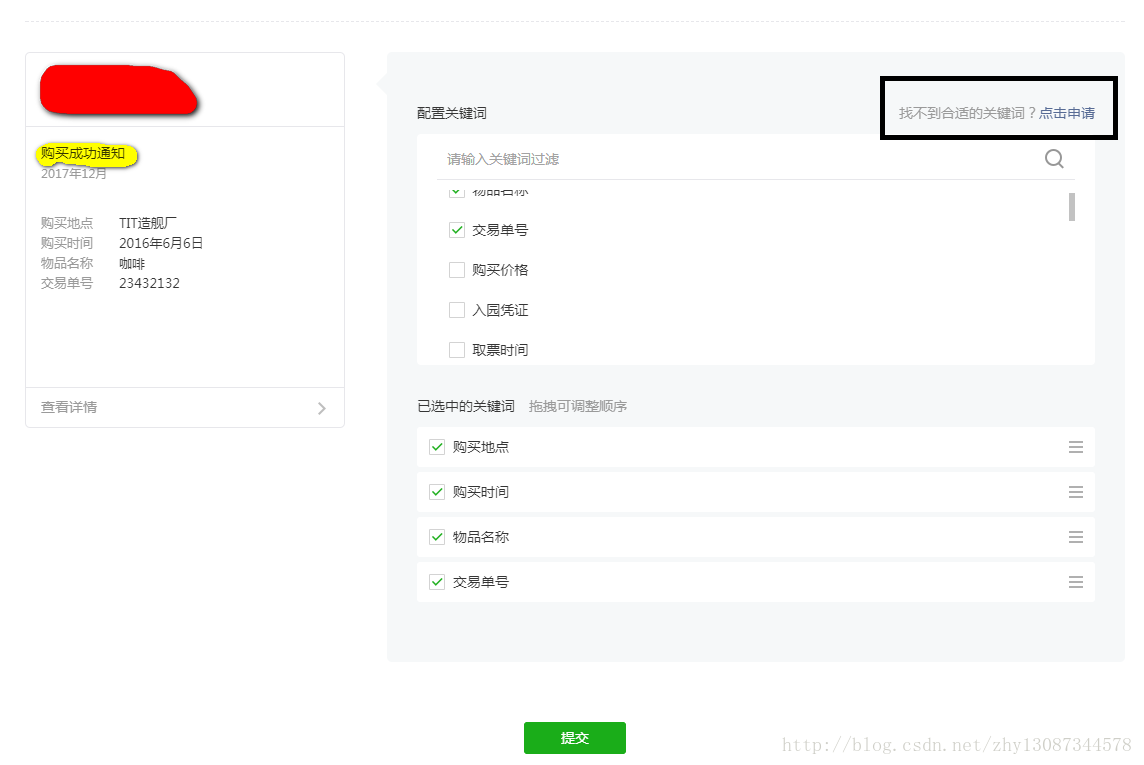 购买成功通知
2017年12月
购买地点 TIT造舰厂
购买时间 2016年6月6日
物品名称 咖啡
交易单号 23432132
查看详情
配置关键词
找不到合适的关键词？点击申请
请输入关键词过滤
物品名称
交易单号
购买价格
入园凭证
取票时间
已选中的关键词 拖拽可调整顺序
购买地点
购买时间
物品名称
交易单号
提交
http://blog.csdn.net/zhy13087344578